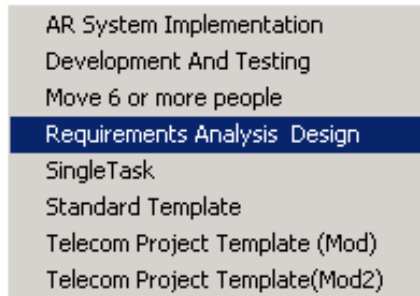 AR System Implementation
Development And Testing
Move 6 or more people
Requirements Analysis  Design
SingleTask
Standard Template
Telecom Project Template (Mod)
Telecom Project Template(Mod2)